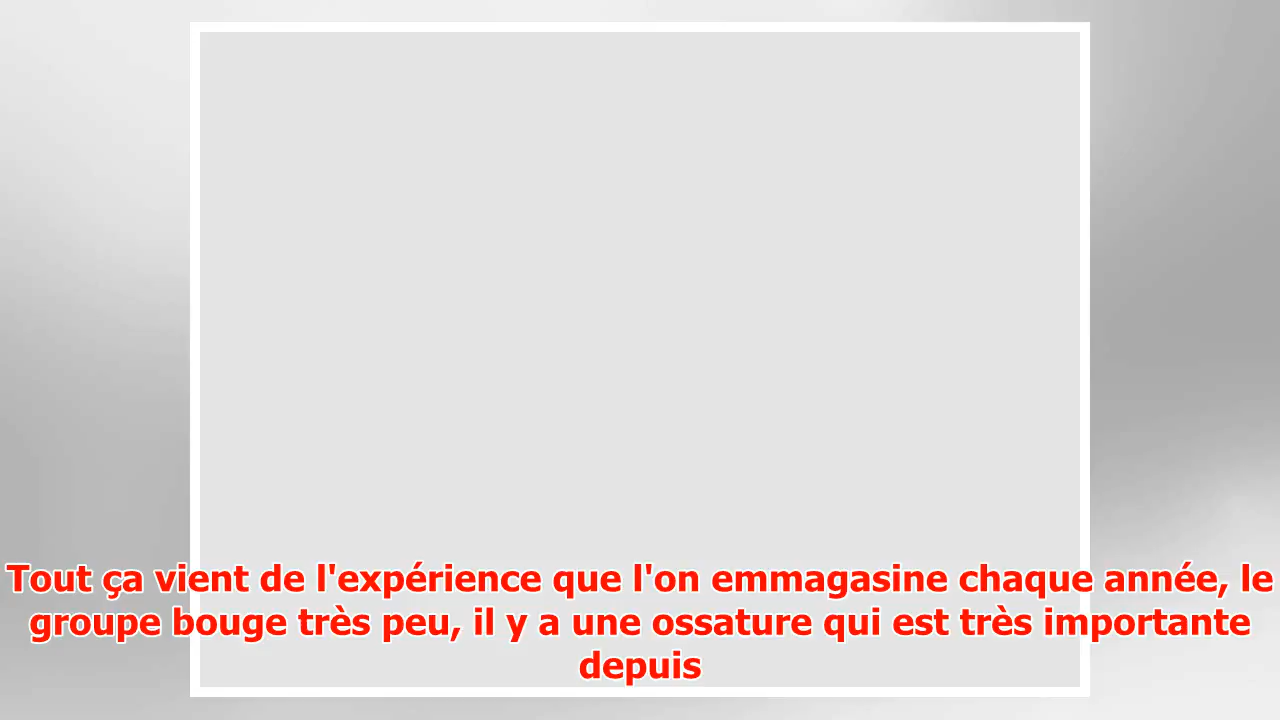 Tout ça vient de l'expérience que l'on emmagasine chaque année, le
groupe bouge très peu, il y a une ossature qui est très importante
depuis